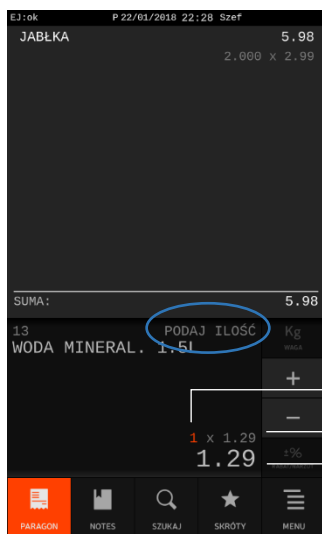 EJ:ok P 22/01/2018 22:28 Szef
JABŁKA 5.98
2.000 x 2.99
SUMA: 5.98
13 PODAJ ILOŚĆ Kg
WAGA
WODA MINERAL. 1.5L
+
−
1 x 1.29
1.29 ±%
PARAGON NOTES SZUKAJ SKRÓTY MENU